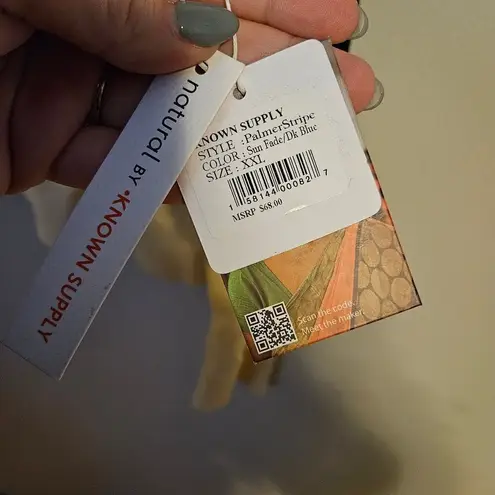 natural BY • KNOWN SUPPLY
KNOWN SUPPLY
STYLE :PalmerStripe
COLOR : Sun Fade/Dk Blue
SIZE : XXL
1 58144 00082 7
MSRP $68.00
Scan the code.
Meet the maker.